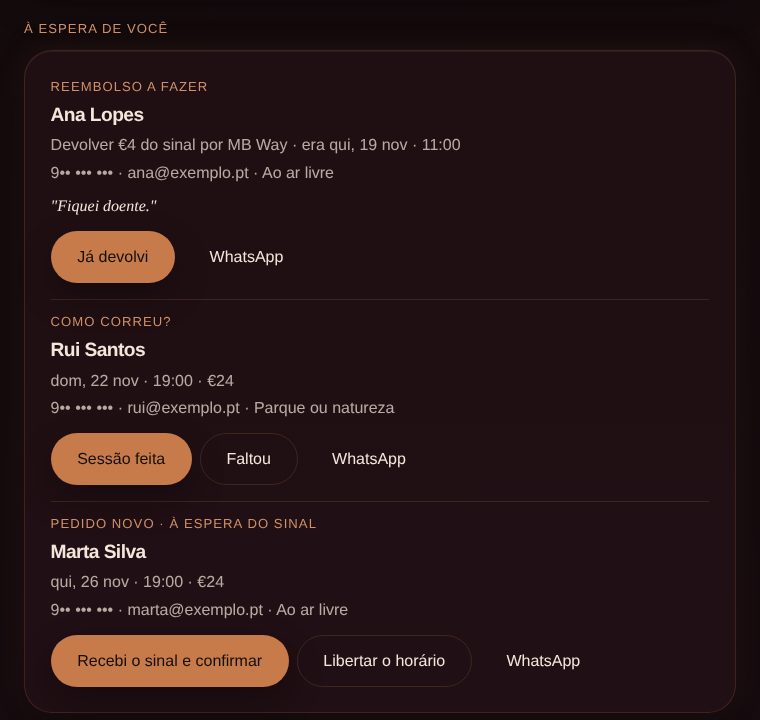 À ESPERA DE VOCÊ
REEMBOLSO A FAZER
Ana Lopes
Devolver €4 do sinal por MB Way · era qui, 19 nov · 11:00
9•• ••• ••• · ana@exemplo.pt · Ao ar livre
"Fiquei doente."
Já devolvi WhatsApp
COMO CORREU?
Rui Santos
dom, 22 nov · 19:00 · €24
9•• ••• ••• · rui@exemplo.pt · Parque ou natureza
Sessão feita Faltou WhatsApp
PEDIDO NOVO · À ESPERA DO SINAL
Marta Silva
qui, 26 nov · 19:00 · €24
9•• ••• ••• · marta@exemplo.pt · Ao ar livre
Recebi o sinal e confirmar Libertar o horário WhatsApp